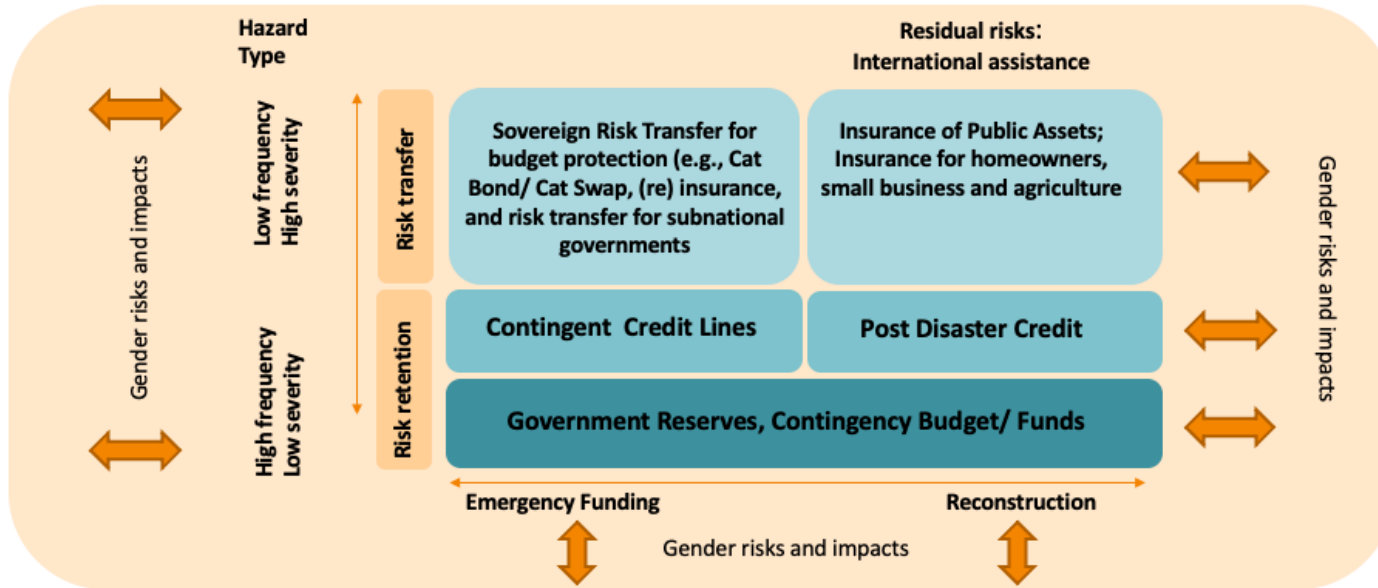 Hazard
Type
Residual risks:
International assistance
Gender risks and impacts
Low frequency
High severity
Risk transfer
Sovereign Risk Transfer for
budget protection (e.g., Cat
Bond/ Cat Swap, (re) insurance,
and risk transfer for subnational
governments
Insurance of Public Assets;
Insurance for homeowners,
small business and agriculture
Gender risks and impacts
High frequency
Low severity
Risk retention
Contingent Credit Lines
Post Disaster Credit
Government Reserves, Contingency Budget/ Funds
Emergency Funding
Reconstruction
Gender risks and impacts